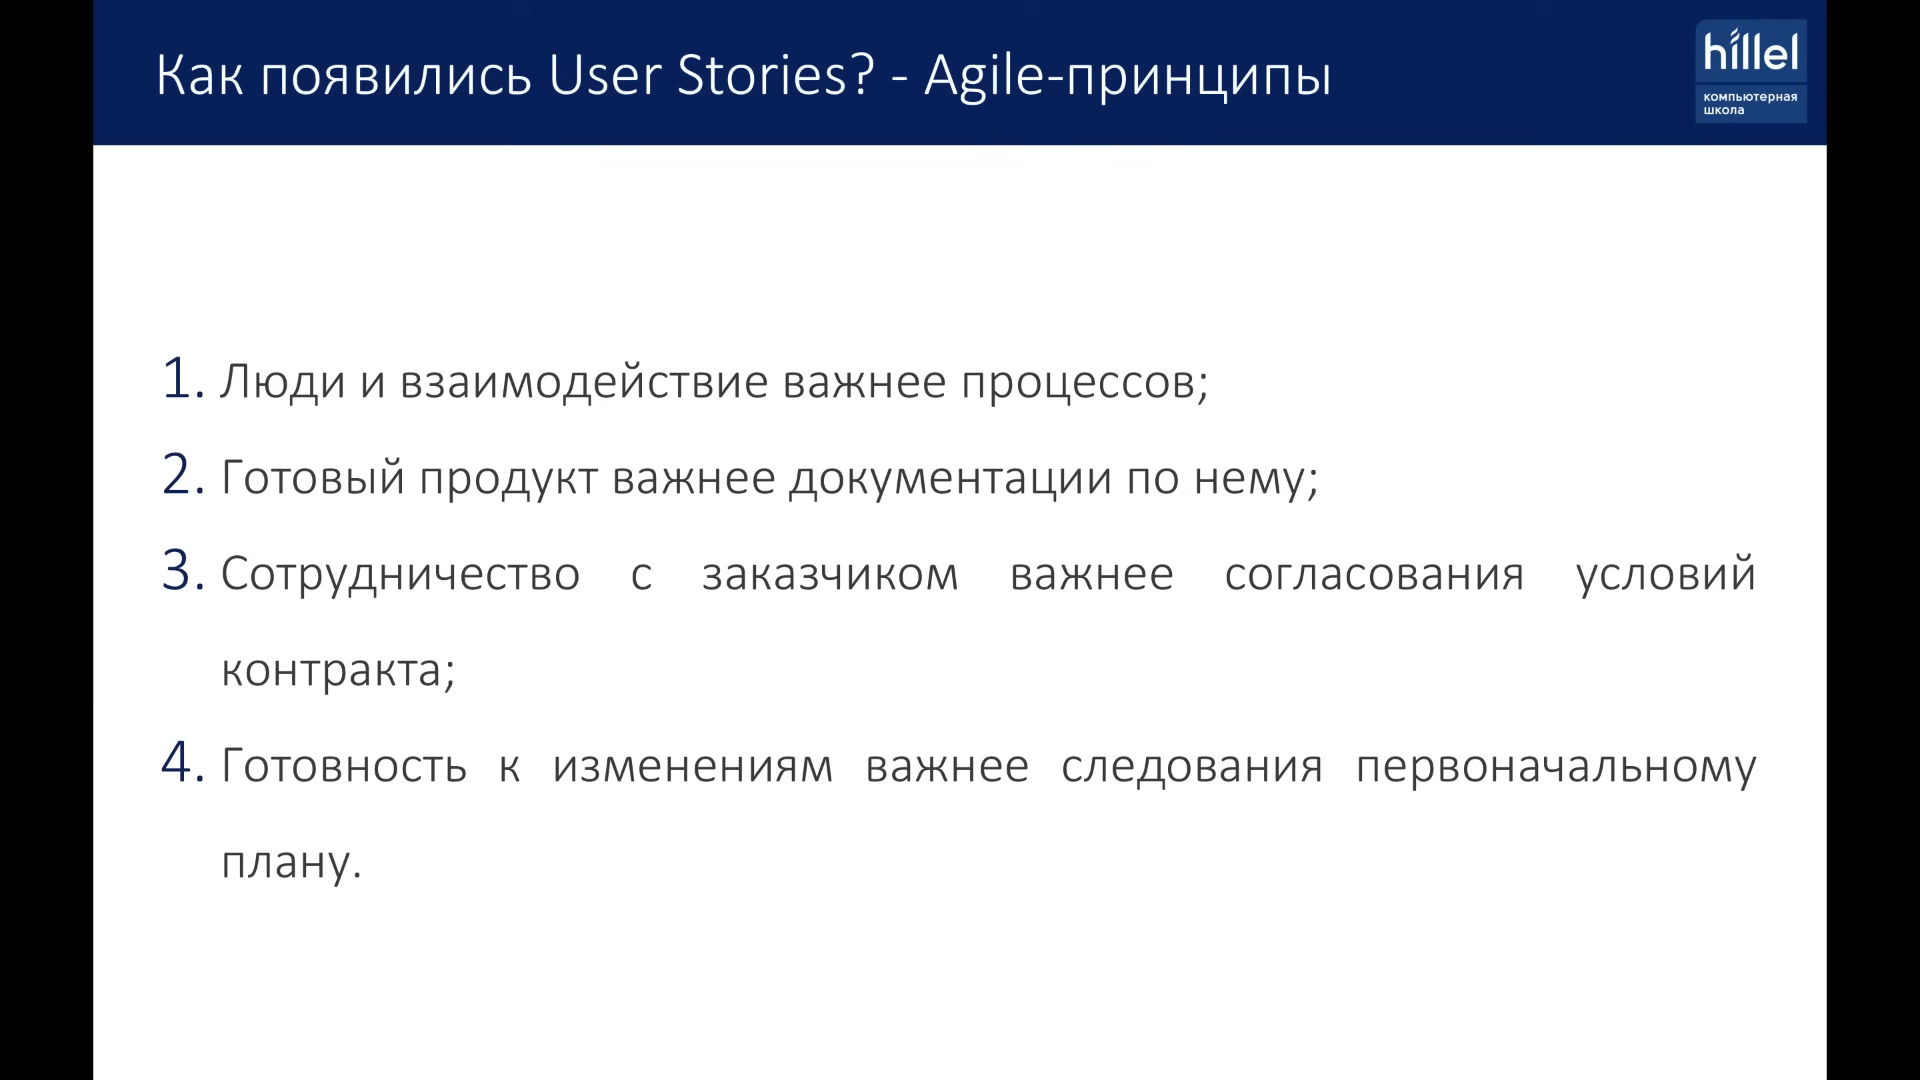 Как появились User Stories? - Agile-принципы
hillel
компьютерная
школа
1. Люди и взаимодействие важнее процессов;
2. Готовый продукт важнее документации по нему;
3. Сотрудничество с заказчиком важнее согласования условий
контракта;
4. Готовность к изменениям важнее следования первоначальному
плану.